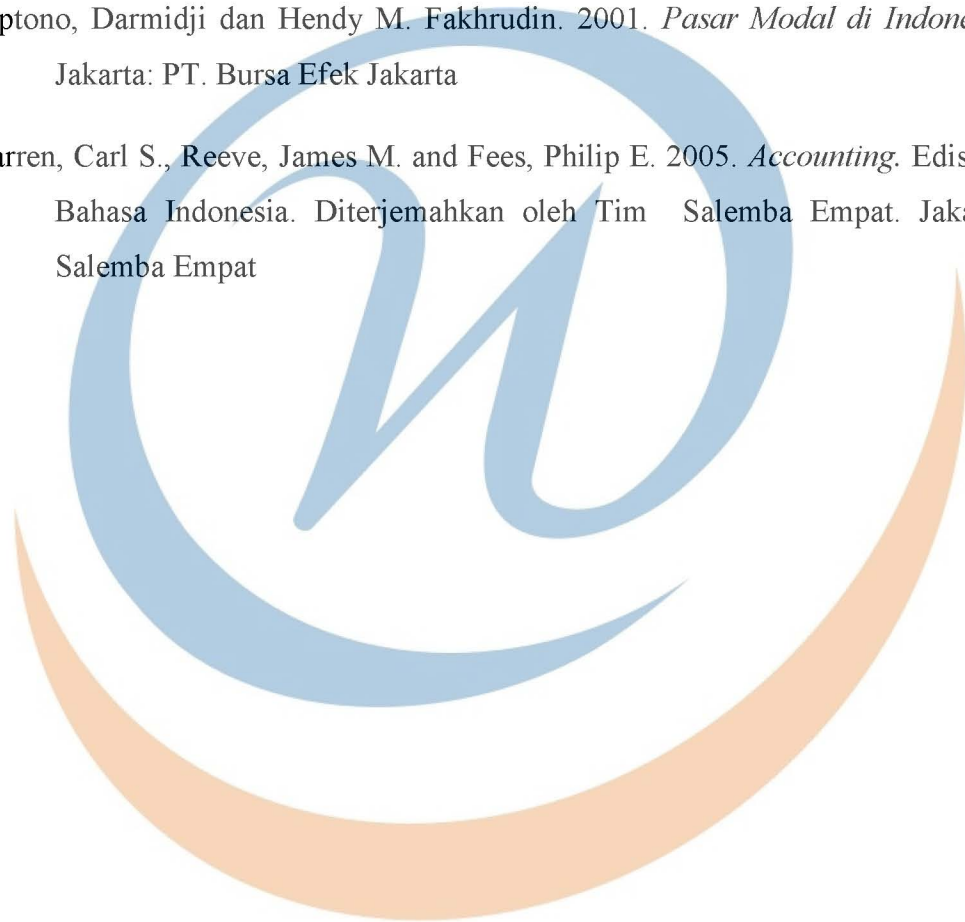 ptono, Darmidji dan Hendy M. Fakhrudin. 2001. Pasar Modal di Indone
Jakarta: PT. Bursa Efek Jakarta
arren, Carl S., Reeve, James M. and Fees, Philip E. 2005. Accounting. Edis
Bahasa Indonesia. Diterjemahkan oleh Tim Salemba Empat. Jaka
Salemba Empat